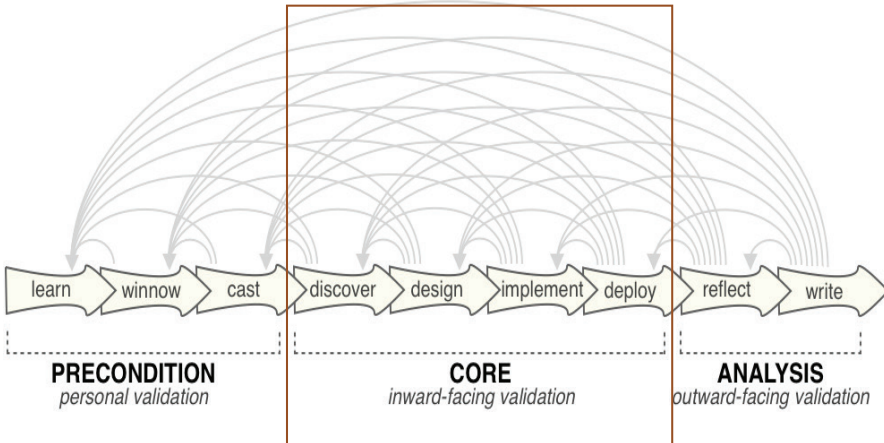 learn winnow cast discover design implement deploy reflect write
PRECONDITION CORE ANALYSIS
personal validation inward-facing validation outward-facing validation